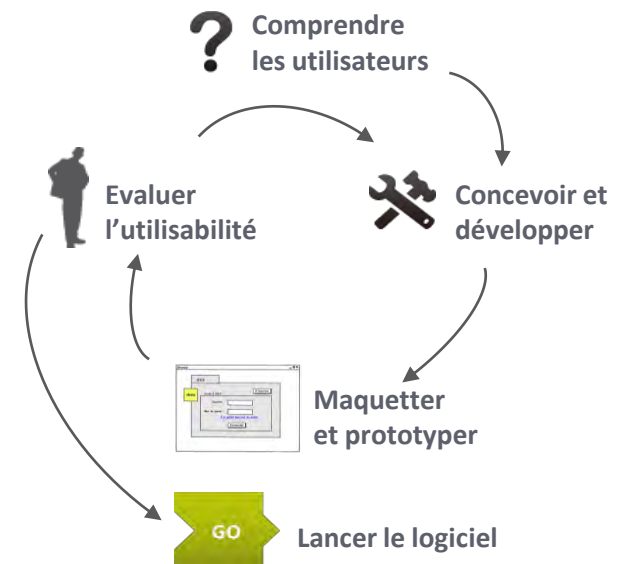 Comprendre
les utilisateurs
Evaluer
l’utilisabilité
Concevoir et
développer
Maquetter
et prototyper
GO
Lancer le logiciel